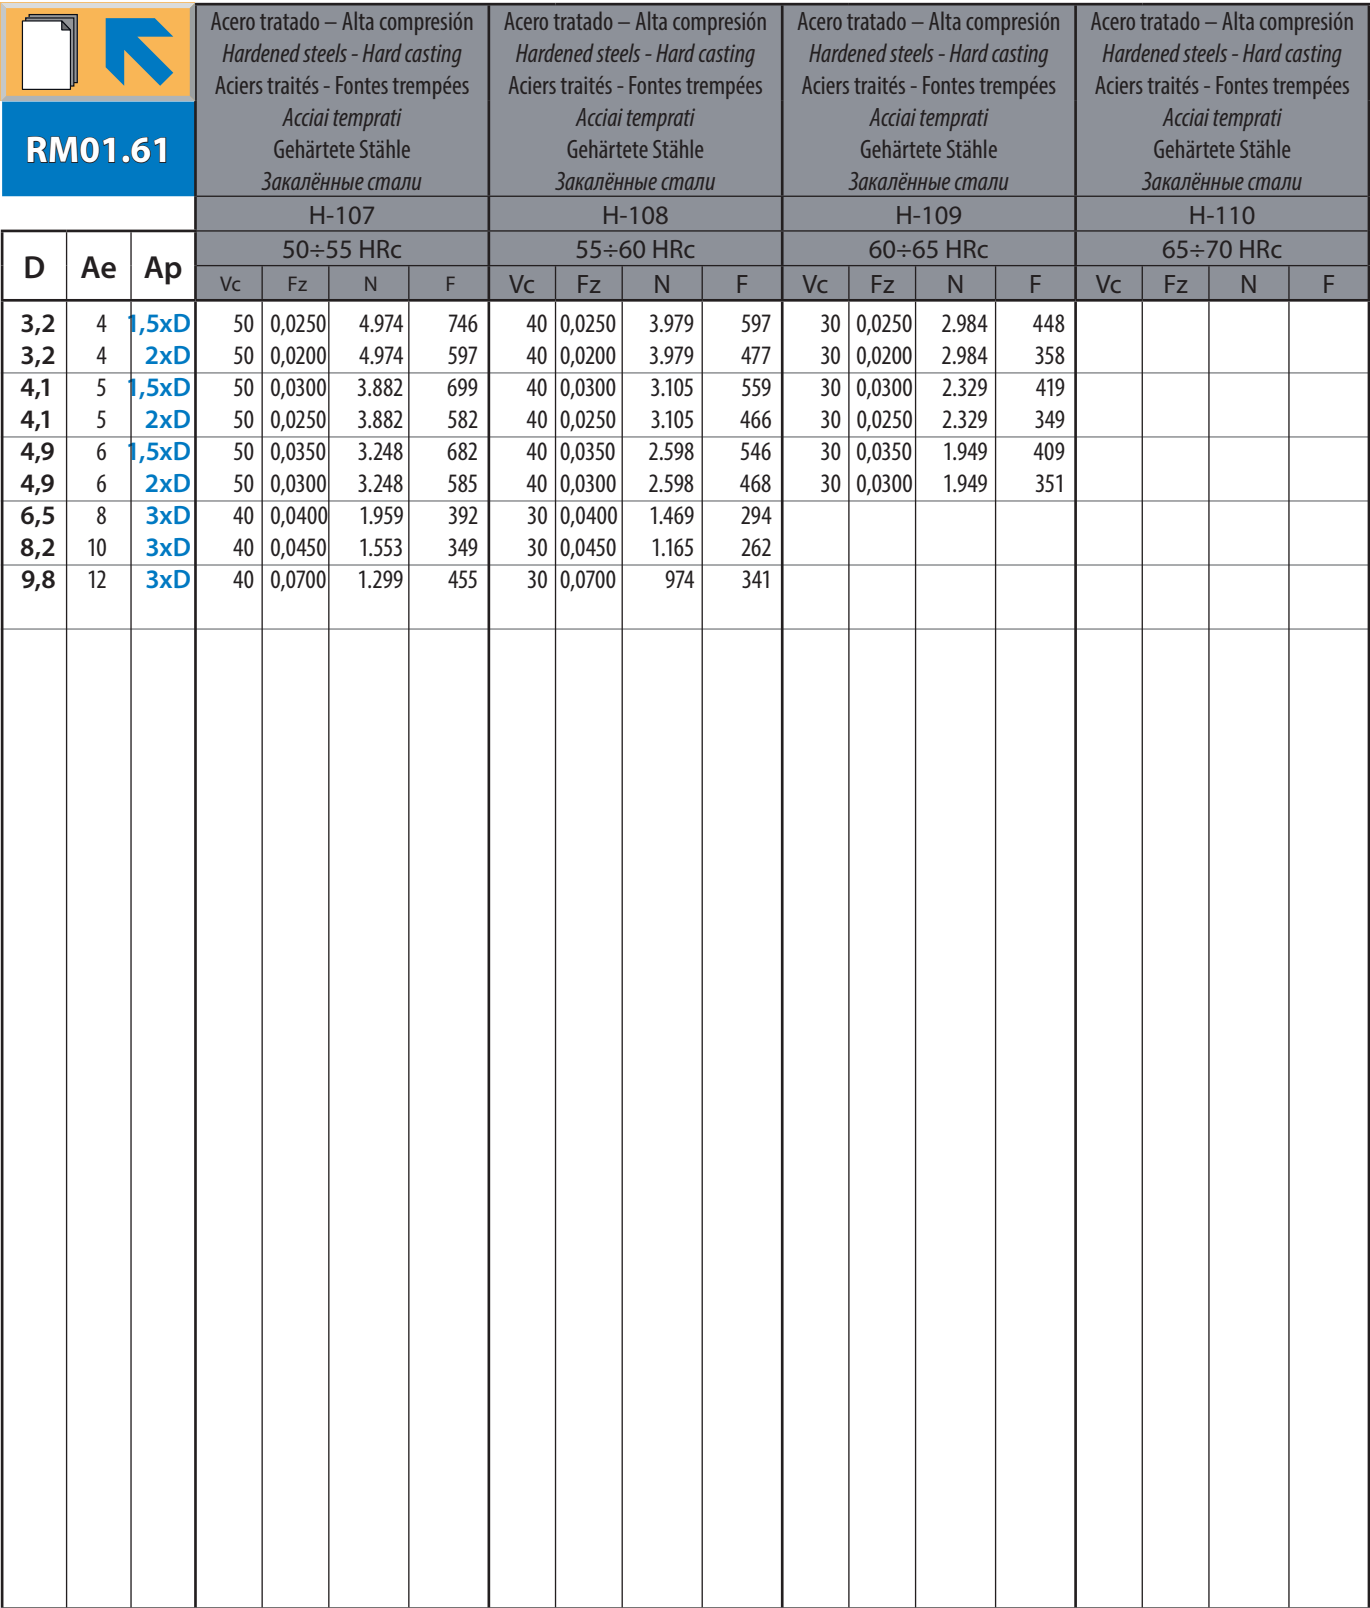 RM01.61
Acero tratado – Alta compresión
Hardened steels - Hard casting
Aciers traités - Fontes trempées
Acciai temprati
Gehärtete Stähle
Закалённые стали
Acero tratado – Alta compresión
Hardened steels - Hard casting
Aciers traités - Fontes trempées
Acciai temprati
Gehärtete Stähle
Закалённые стали
Acero tratado – Alta compresión
Hardened steels - Hard casting
Aciers traités - Fontes trempées
Acciai temprati
Gehärtete Stähle
Закалённые стали
Acero tratado – Alta compresión
Hardened steels - Hard casting
Aciers traités - Fontes trempées
Acciai temprati
Gehärtete Stähle
Закалённые стали
H-107 H-108 H-109 H-110
D Ae Ap 50÷55 HRc 55÷60 HRc 60÷65 HRc 65÷70 HRc
Vc Fz N F Vc Fz N F Vc Fz N F Vc Fz N F
3,2 4 1,5xD 50 0,0250 4.974 746 40 0,0250 3.979 597 30 0,0250 2.984 448
3,2 4 2xD 50 0,0200 4.974 597 40 0,0200 3.979 477 30 0,0200 2.984 358
4,1 5 1,5xD 50 0,0300 3.882 699 40 0,0300 3.105 559 30 0,0300 2.329 419
4,1 5 2xD 50 0,0250 3.882 582 40 0,0250 3.105 466 30 0,0250 2.329 349
4,9 6 1,5xD 50 0,0350 3.248 682 40 0,0350 2.598 546 30 0,0350 1.949 409
4,9 6 2xD 50 0,0300 3.248 585 40 0,0300 2.598 468 30 0,0300 1.949 351
6,5 8 3xD 40 0,0400 1.959 392 30 0,0400 1.469 294
8,2 10 3xD 40 0,0450 1.553 349 30 0,0450 1.165 262
9,8 12 3xD 40 0,0700 1.299 455 30 0,0700 974 341